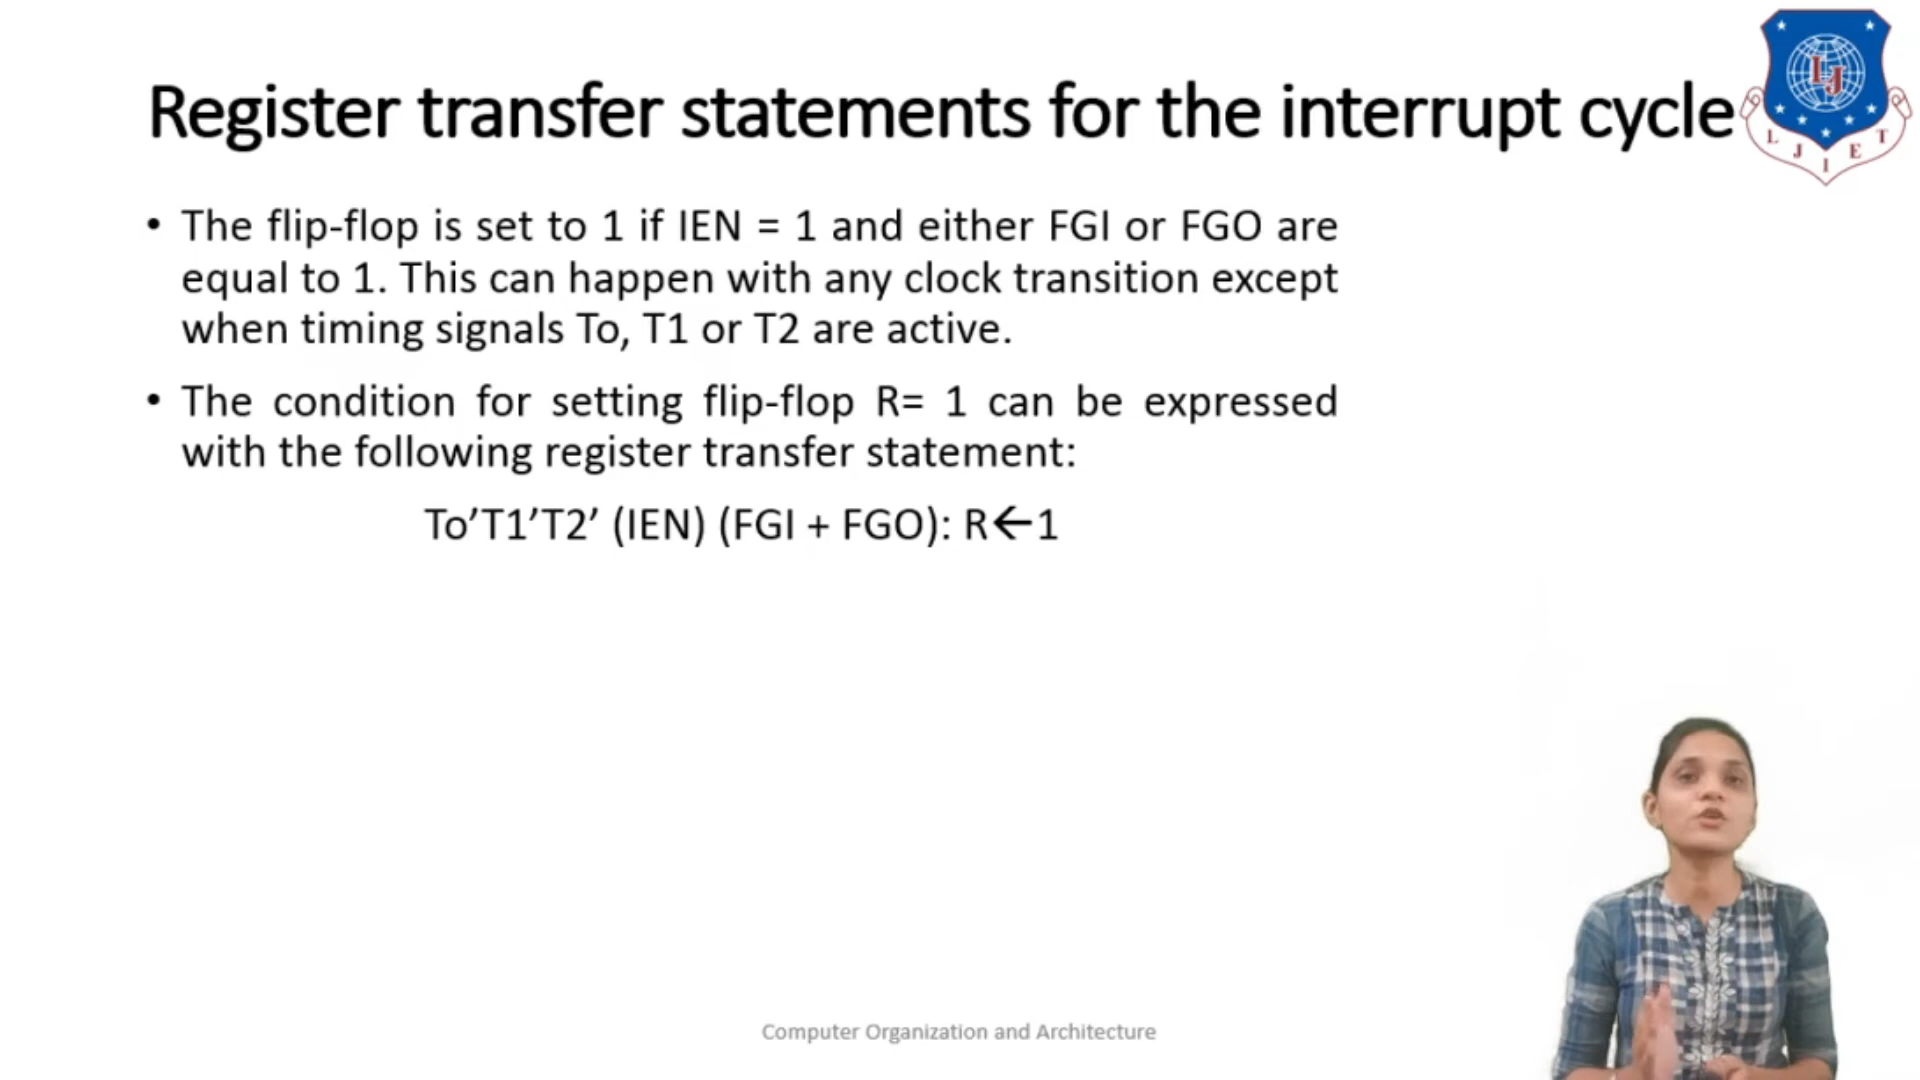 Register transfer statements for the interrupt cycle
LJ
L J I E T
• The flip-flop is set to 1 if IEN = 1 and either FGI or FGO are
equal to 1. This can happen with any clock transition except
when timing signals To, T1 or T2 are active.
• The condition for setting flip-flop R= 1 can be expressed
with the following register transfer statement:
To’T1’T2’ (IEN) (FGI + FGO): R←1
Computer Organization and Architecture